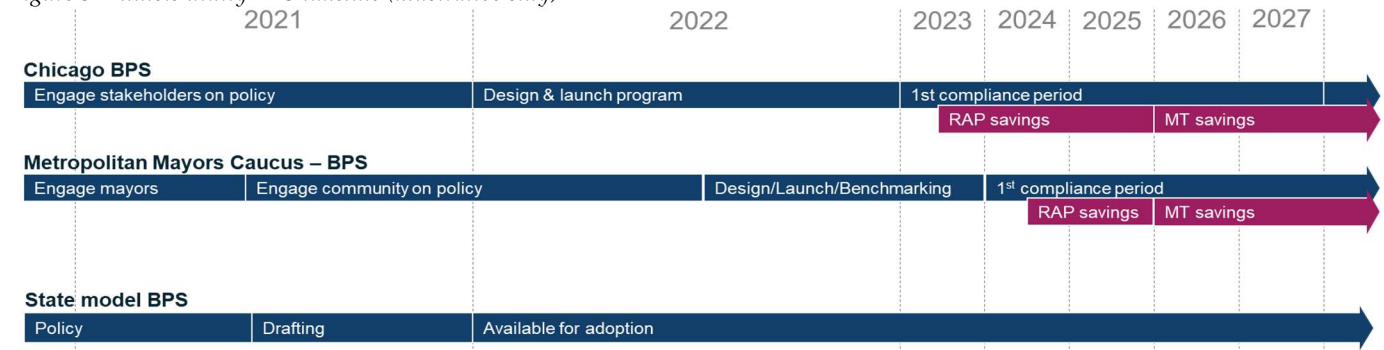 2021 2022 2023 2024 2025 2026 2027
Chicago BPS
Engage stakeholders on policy Design & launch program 1st compliance period
RAP savings MT savings
Metropolitan Mayors Caucus – BPS
Engage mayors Engage community on policy Design/Launch/Benchmarking 1st compliance period
RAP savings MT savings
State model BPS
Policy Drafting Available for adoption